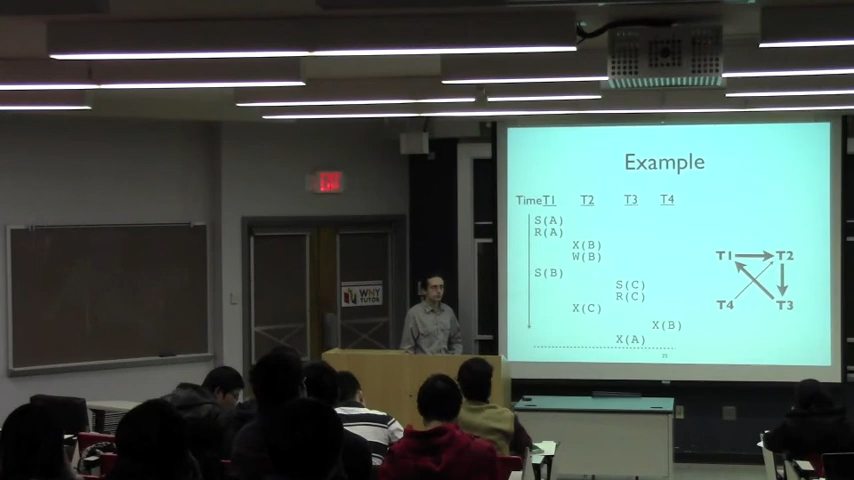 Example
Time T1 T2 T3 T4
S(A)
R(A)
X(B)
W(B)
S(B)
S(C)
R(C)
X(C)
X(B)
X(A)
T1 T2
T4 T3
EXIT
WNY
TUTOR